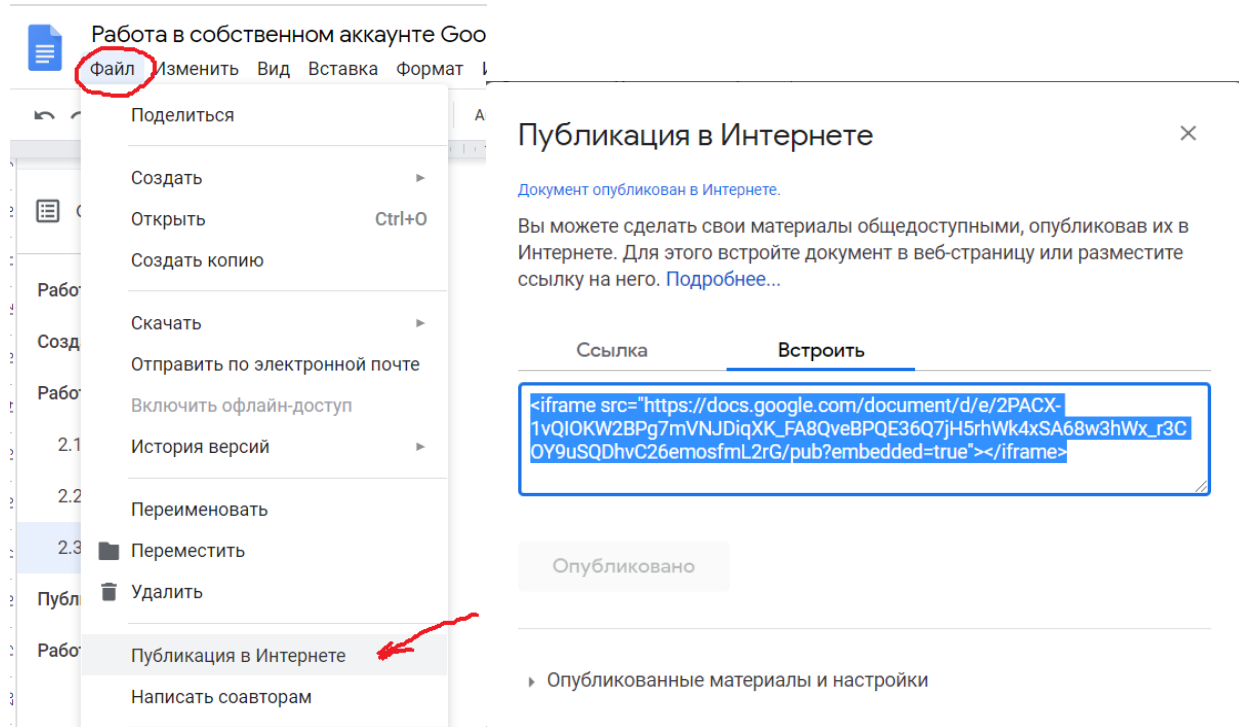 Работа в собственном аккаунте Goo
Файл Изменить Вид Вставка Формат
Поделиться
Создать
Открыть Ctrl+O
Создать копию
Скачать
Отправить по электронной почте
Включить офлайн-доступ
История версий
Переименовать
Переместить
Удалить
Публикация в Интернете
Написать соавторам
Рабо
Созд
Рабо
2.1
2.2
2.3
Публ
Рабо
Публикация в Интернете
Документ опубликован в Интернете.
Вы можете сделать свои материалы общедоступными, опубликовав их в
Интернете. Для этого встройте документ в веб-страницу или разместите
ссылку на него. Подробнее...
Ссылка Встроить
<iframe src="https://docs.google.com/document/d/e/2PACX-
1vQIOKW2BPg7mVNJDiqXK_FA8QveBPQE36Q7jH5rhWk4xSA68w3hWx_r3C
OY9uSQDhvC26emosfmL2rG/pub?embedded=true"></iframe>
Опубликовано
Опубликованные материалы и настройки